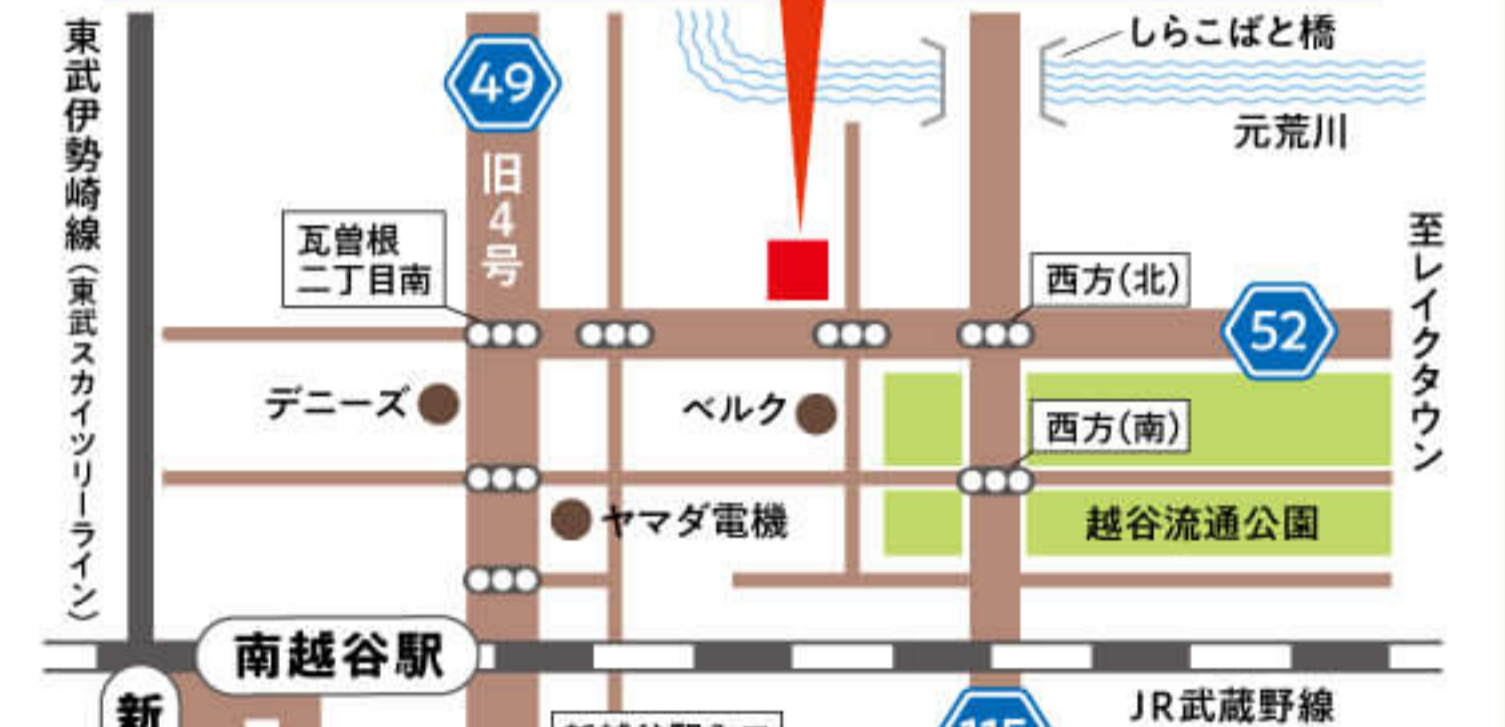 東武伊勢崎線(東武スカイツリーライン)
49
旧4号
しらこばと橋
元荒川
瓦曽根
二丁目南
西方(北)
52
至レイクタウン
デニーズ
ベルク
西方(南)
ヤマダ電機
越谷流通公園
南越谷駅
新
JR武蔵野線
115